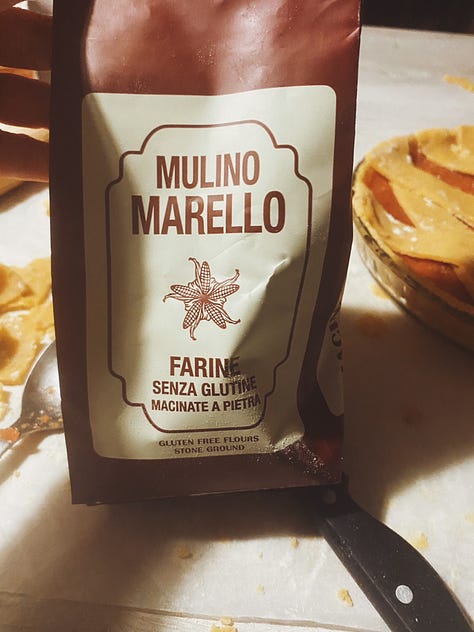 MULINO
MARELLO
FARINE
SENZA GLUTINE
MACINATE A PIETRA
GLUTEN FREE FLOURS
STONE GROUND